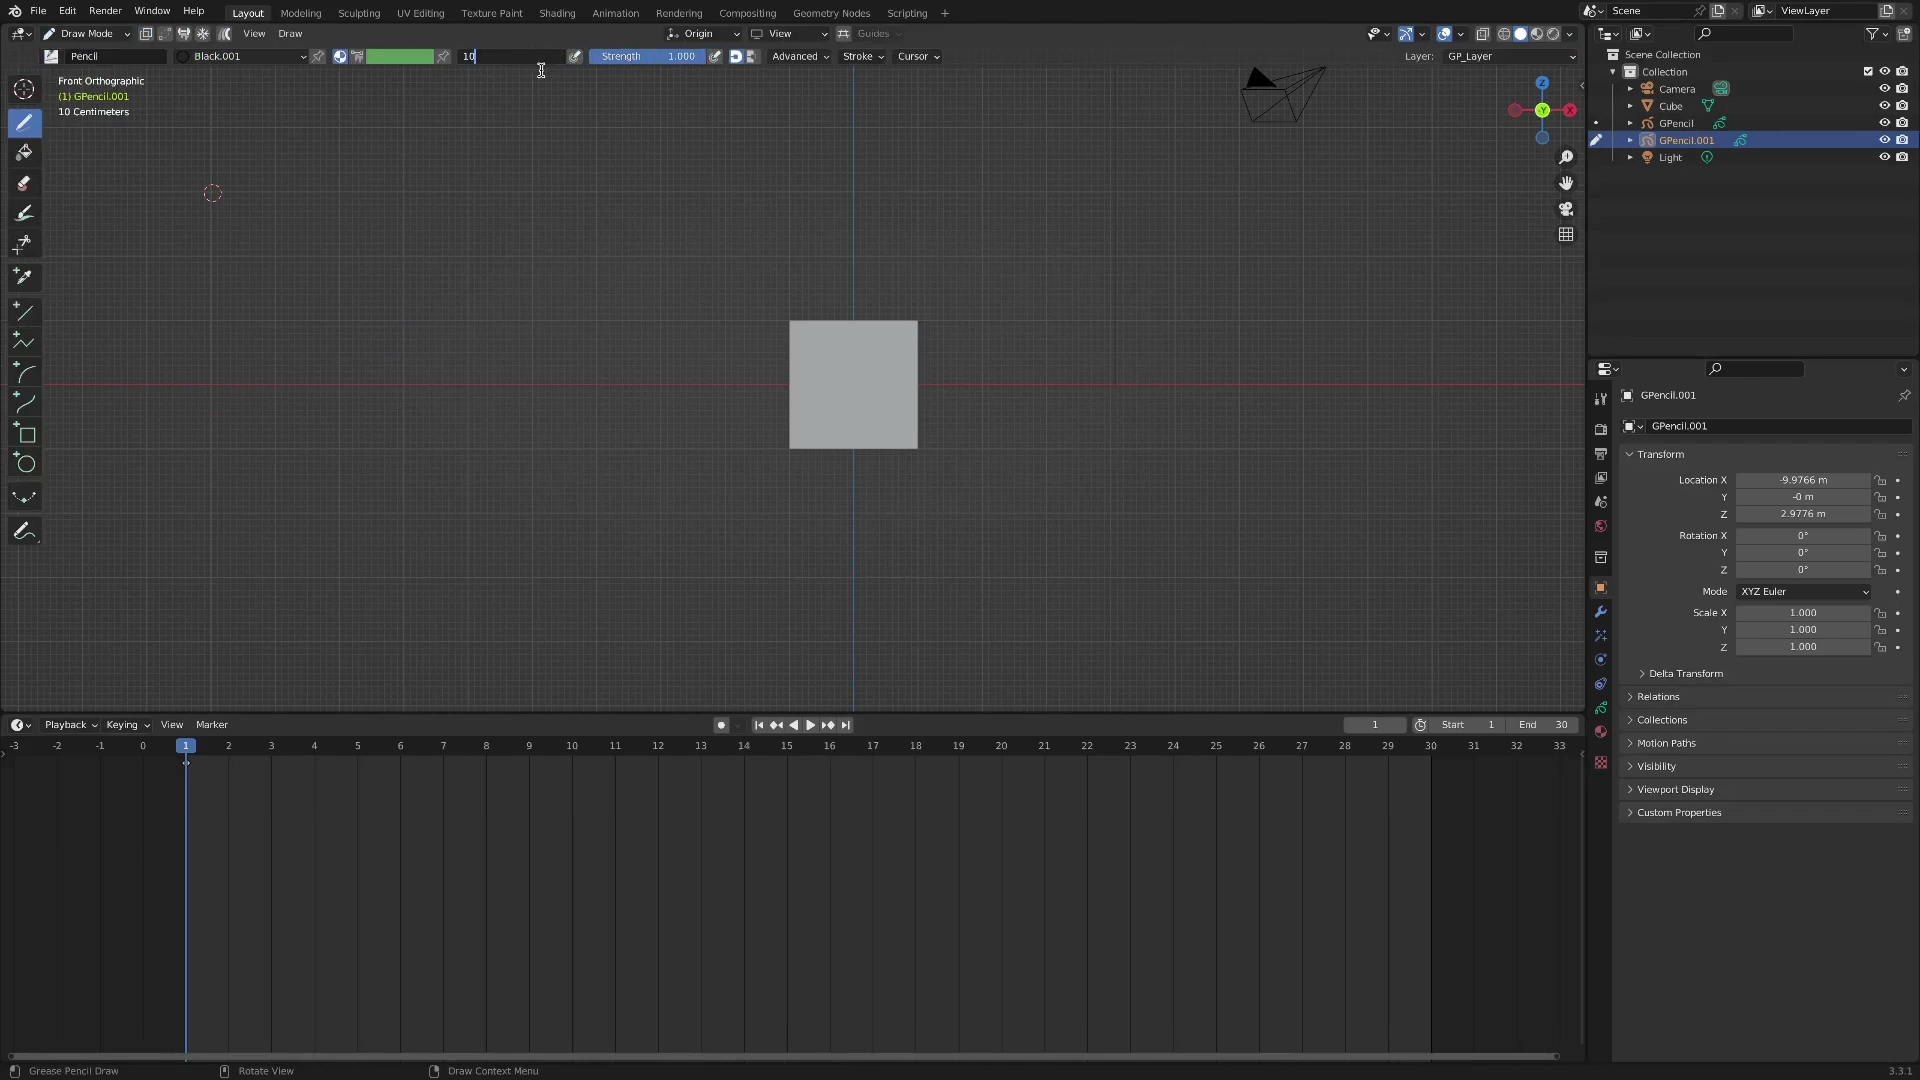 File Edit Render Window Help Layout Modeling Sculpting UV Editing Texture Paint Shading Animation Rendering Compositing Geometry Nodes Scripting + Scene ViewLayer
Draw Mode View Draw Origin View Guides
Pencil Black.001 10 Strength 1.000 Advanced Stroke Cursor Layer: GP_Layer
Front Orthographic
(1) GPencil.001
10 Centimeters
Z
Y
X
Scene Collection
Collection
Camera
Cube
GPencil
GPencil.001
Light
GPencil.001
GPencil.001
Transform
Location X -9.9766 m
Y -0 m
Z 2.9776 m
Rotation X 0°
Y 0°
Z 0°
Mode XYZ Euler
Scale X 1.000
Y 1.000
Z 1.000
Delta Transform
Relations
Collections
Motion Paths
Visibility
Viewport Display
Custom Properties
Playback Keying View Marker 1 Start 1 End 30
-3 -2 -1 0 1 2 3 4 5 6 7 8 9 10 11 12 13 14 15 16 17 18 19 20 21 22 23 24 25 26 27 28 29 30 31 32 33
Grease Pencil Draw Rotate View Draw Context Menu 3.3.1